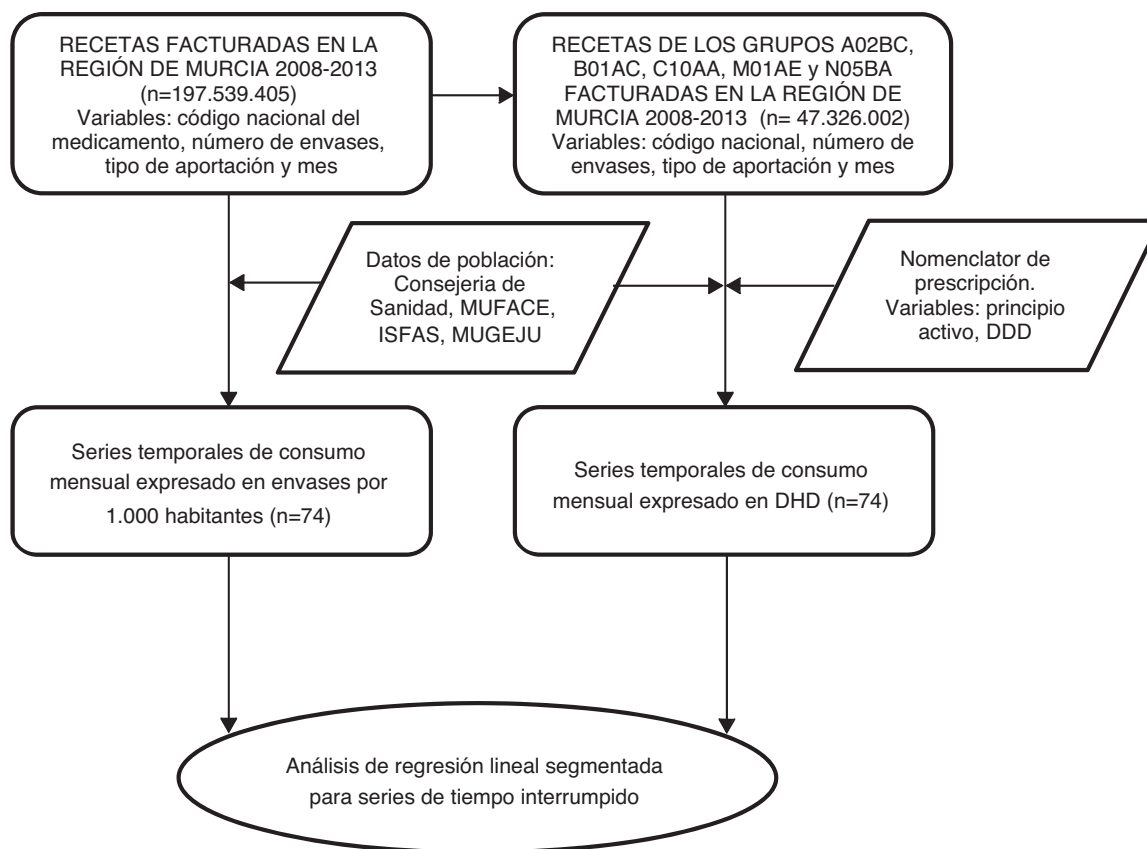 RECETAS FACTURADAS EN LA
REGIÓN DE MURCIA 2008-2013
(n=197.539.405)
Variables: código nacional del
medicamento, número de envases,
tipo de aportación y mes
RECETAS DE LOS GRUPOS A02BC,
B01AC, C10AA, M01AE y N05BA
FACTURADAS EN LA REGIÓN DE
MURCIA 2008-2013 (n= 47.326.002)
Variables: código nacional, número de
envases, tipo de aportación y mes
Datos de población:
Consejeria de
Sanidad, MUFACE,
ISFAS, MUGEJU
Nomenclator de
prescripción.
Variables: principio
activo, DDD
Series temporales de consumo
mensual expresado en envases por
1.000 habitantes (n=74)
Series temporales de consumo
mensual expresado en DHD (n=74)
Análisis de regresión lineal segmentada
para series de tiempo interrumpido